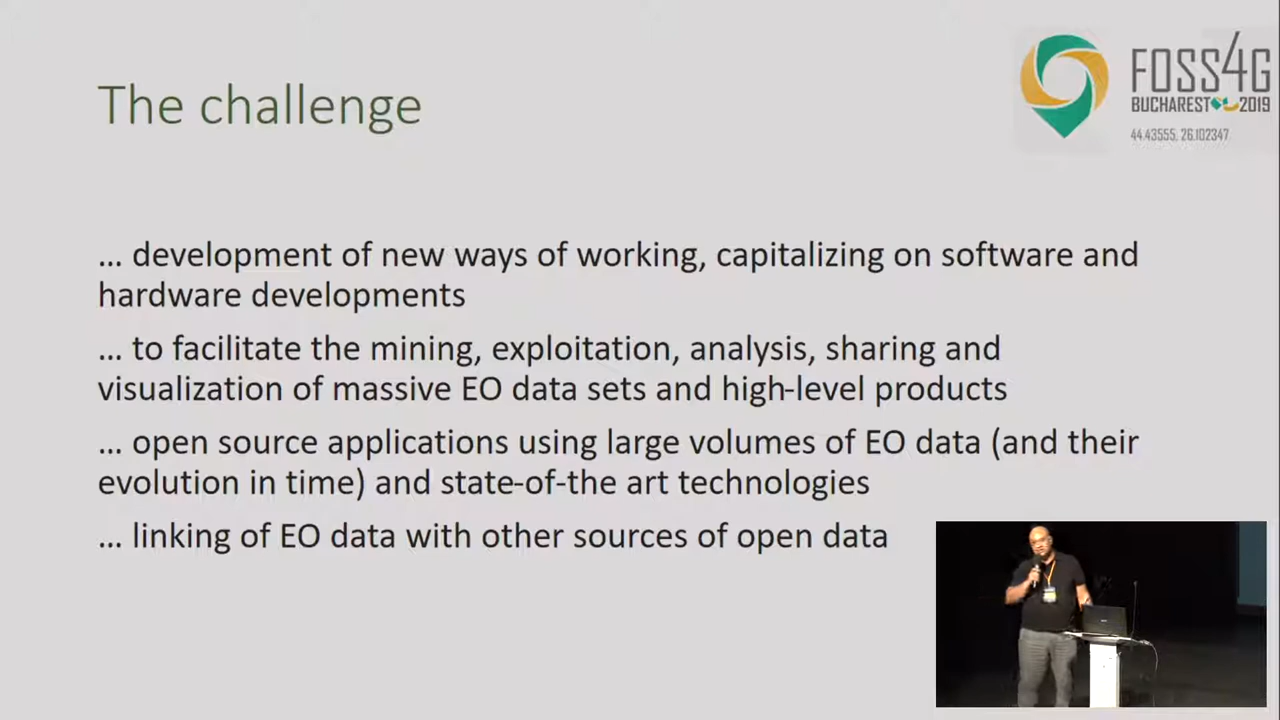 The challenge
FOSS4G
BUCHAREST 2019
44.43555, 26.102347
... development of new ways of working, capitalizing on software and
hardware developments
... to facilitate the mining, exploitation, analysis, sharing and
visualization of massive EO data sets and high-level products
... open source applications using large volumes of EO data (and their
evolution in time) and state-of-the art technologies
... linking of EO data with other sources of open data